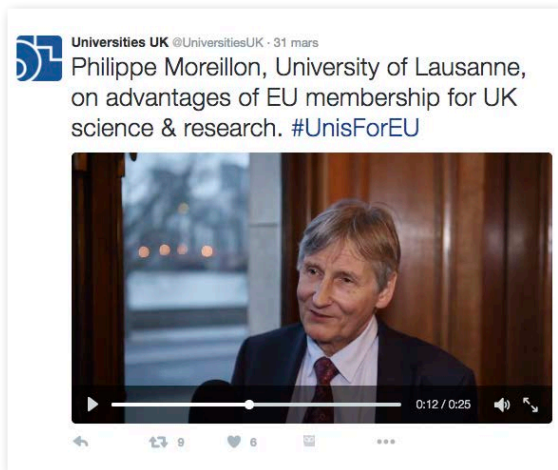 Universities UK @UniversitiesUK · 31 mars
Philippe Moreillon, University of Lausanne,
on advantages of EU membership for UK
science & research. #UnisForEU
0:12 / 0:25
9 6